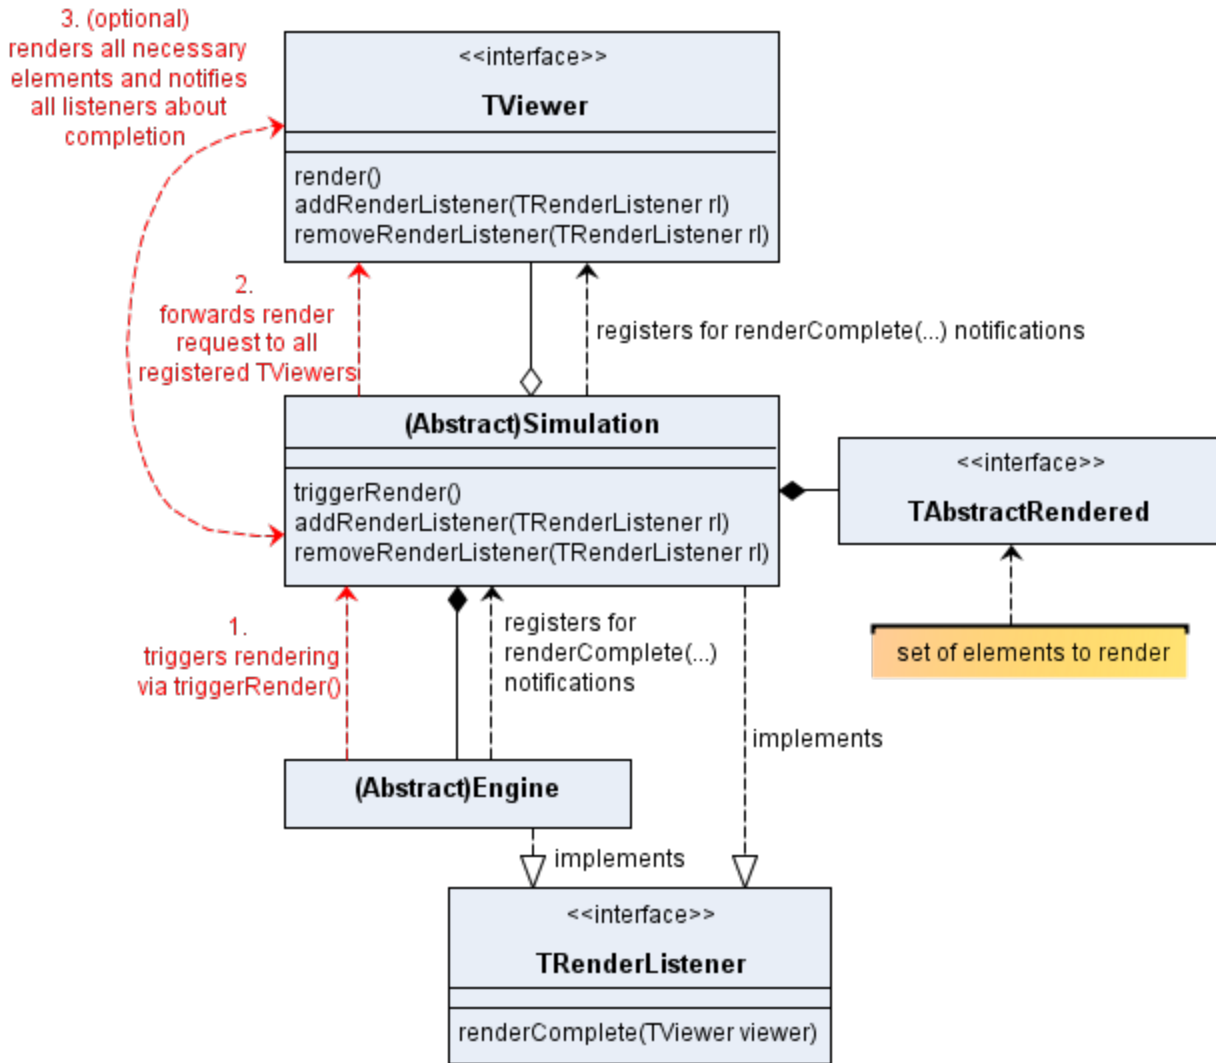 3. (optional)
renders all necessary
elements and notifies
all listeners about
completion
<<interface>>
TViewer
render()
addRenderListener(TRenderListener rl)
removeRenderListener(TRenderListener rl)
2.
forwards render
request to all
registered TViewers
registers for renderComplete(...) notifications
(Abstract)Simulation
triggerRender()
addRenderListener(TRenderListener rl)
removeRenderListener(TRenderListener rl)
<<interface>>
TAbstractRendered
set of elements to render
1.
triggers rendering
via triggerRender()
registers for
renderComplete(...)
notifications
implements
(Abstract)Engine
implements
<<interface>>
TRenderListener
renderComplete(TViewer viewer)